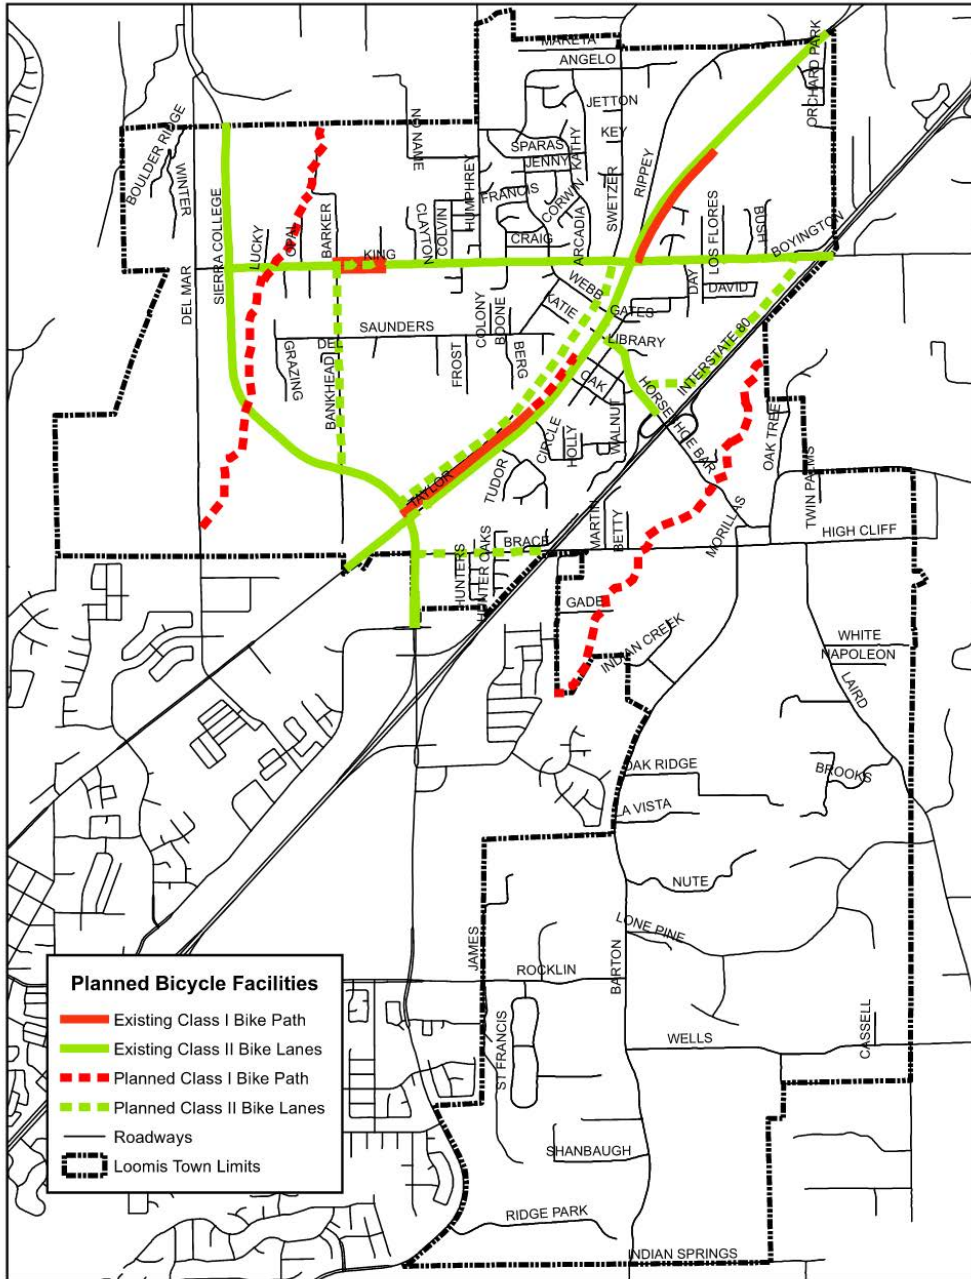 MARETA
ANGELO
ORCHARD PARK
JETTON
NO NAME
KEY
KATHY
SPARAS
JENNY
RIPPEY
BOULDER RIDGE
WINTER
SWETZER
FRANCIS
CORWIN
HUMPHREY
CLAYTON
COLVIN
BARKER
OPAL
LUCKY
SIERRA COLLEGE
DEL MAR
KING
CRAIG
ARCADIA
LOS FLORES
BUSH
BOYINGTON
DAY
DAVID
WEBB
KATIE
GATES
LIBRARY
SAUNDERS
COLONY
BOONE
DEL
GRAZING
BANKHEAD
FROST
BERG
OAK
INTERSTATE 80
HORSESHOE BAR
WALNUT
CIRCLE
HOLLY
TUDOR
TAYLOR
OAK TREE
TWIN PALMS
MORILLAS
MARTIN
BETTY
BRACE
HUNTERS
HUNTER OAKS
HIGH CLIFF
GADE
INDIAN CREEK
WHITE
NAPOLEON
LAIRD
OAK RIDGE
BROOKS
LA VISTA
NUTE
LONE PINE
JAMES
ROCKLIN
BARTON
ST FRANCIS
WELLS
CASSELL
SHANBAUGH
RIDGE PARK
INDIAN SPRINGS
Planned Bicycle Facilities
Existing Class I Bike Path
Existing Class II Bike Lanes
Planned Class I Bike Path
Planned Class II Bike Lanes
Roadways
Loomis Town Limits